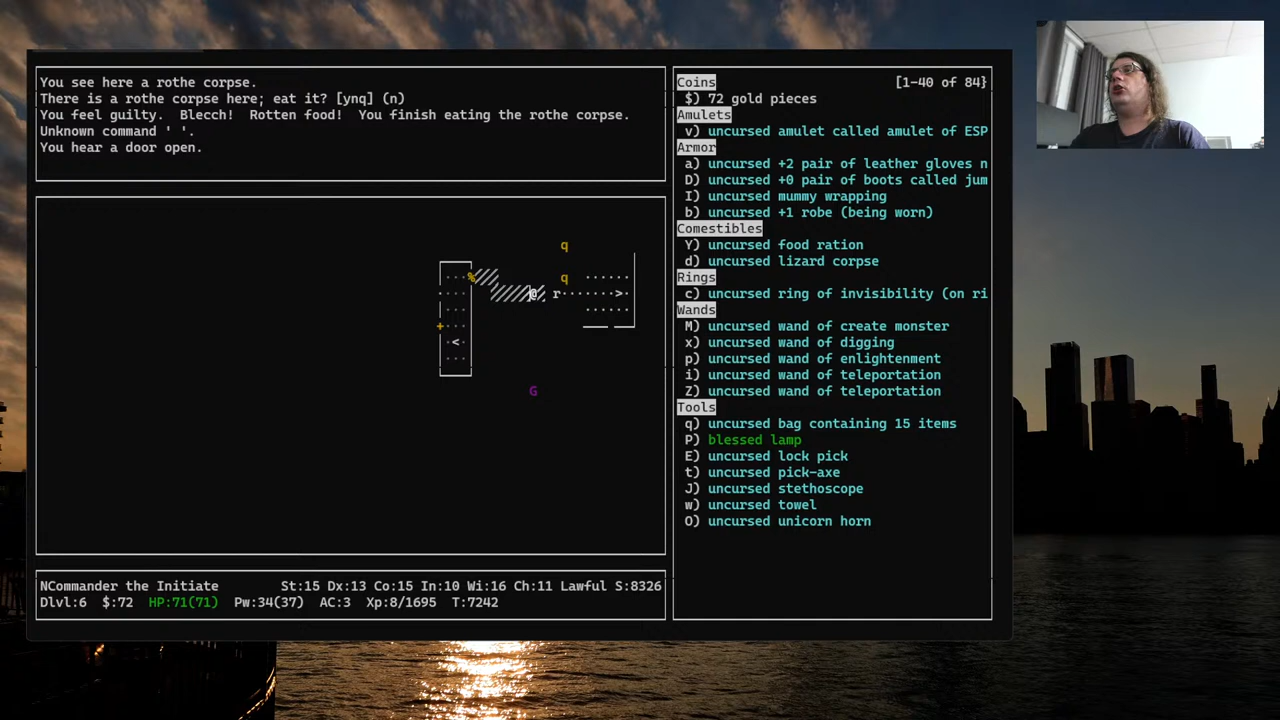 You see here a rothe corpse.
There is a rothe corpse here; eat it? [ynq] (n)
You feel guilty.  Blecch!  Rotten food!  You finish eating the rothe corpse.
Unknown command ' '.
You hear a door open.
q
···%
q
······
····
@
r·······>·
···
······
+···
·<·
···
G
NCommander the Initiate St:15 Dx:13 Co:15 In:10 Wi:16 Ch:11 Lawful S:8326
Dlvl:6 $:72 HP:71(71) Pw:34(37) AC:3 Xp:8/1695 T:7242
Coins [1-40 of 84}
$) 72 gold pieces
Amulets
v) uncursed amulet called amulet of ESP
Armor
a) uncursed +2 pair of leather gloves n
D) uncursed +0 pair of boots called jum
I) uncursed mummy wrapping
b) uncursed +1 robe (being worn)
Comestibles
Y) uncursed food ration
d) uncursed lizard corpse
Rings
c) uncursed ring of invisibility (on ri
Wands
M) uncursed wand of create monster
x) uncursed wand of digging
p) uncursed wand of enlightenment
i) uncursed wand of teleportation
Z) uncursed wand of teleportation
Tools
q) uncursed bag containing 15 items
P) blessed lamp
E) uncursed lock pick
t) uncursed pick-axe
J) uncursed stethoscope
w) uncursed towel
O) uncursed unicorn horn